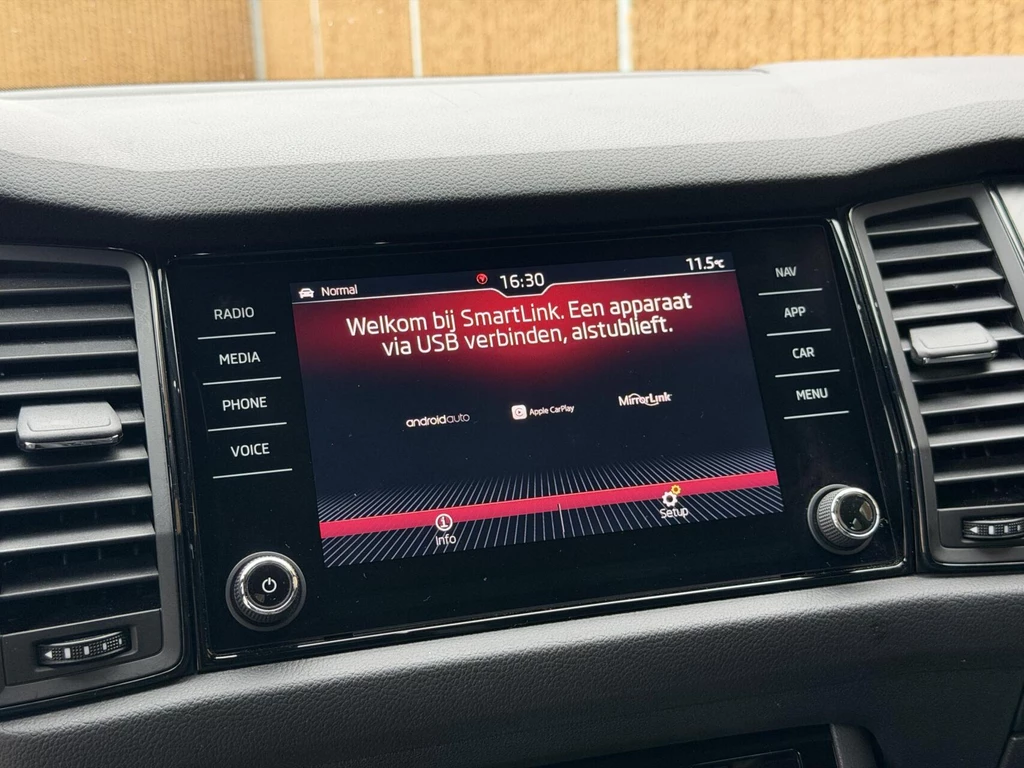 RADIO
MEDIA
PHONE
VOICE
Normal
16:30
11.5°C
Welkom bij SmartLink. Een apparaat
via USB verbinden, alstublieft.
androidauto
Apple CarPlay
MirrorLink
Info
Setup
NAV
APP
CAR
MENU